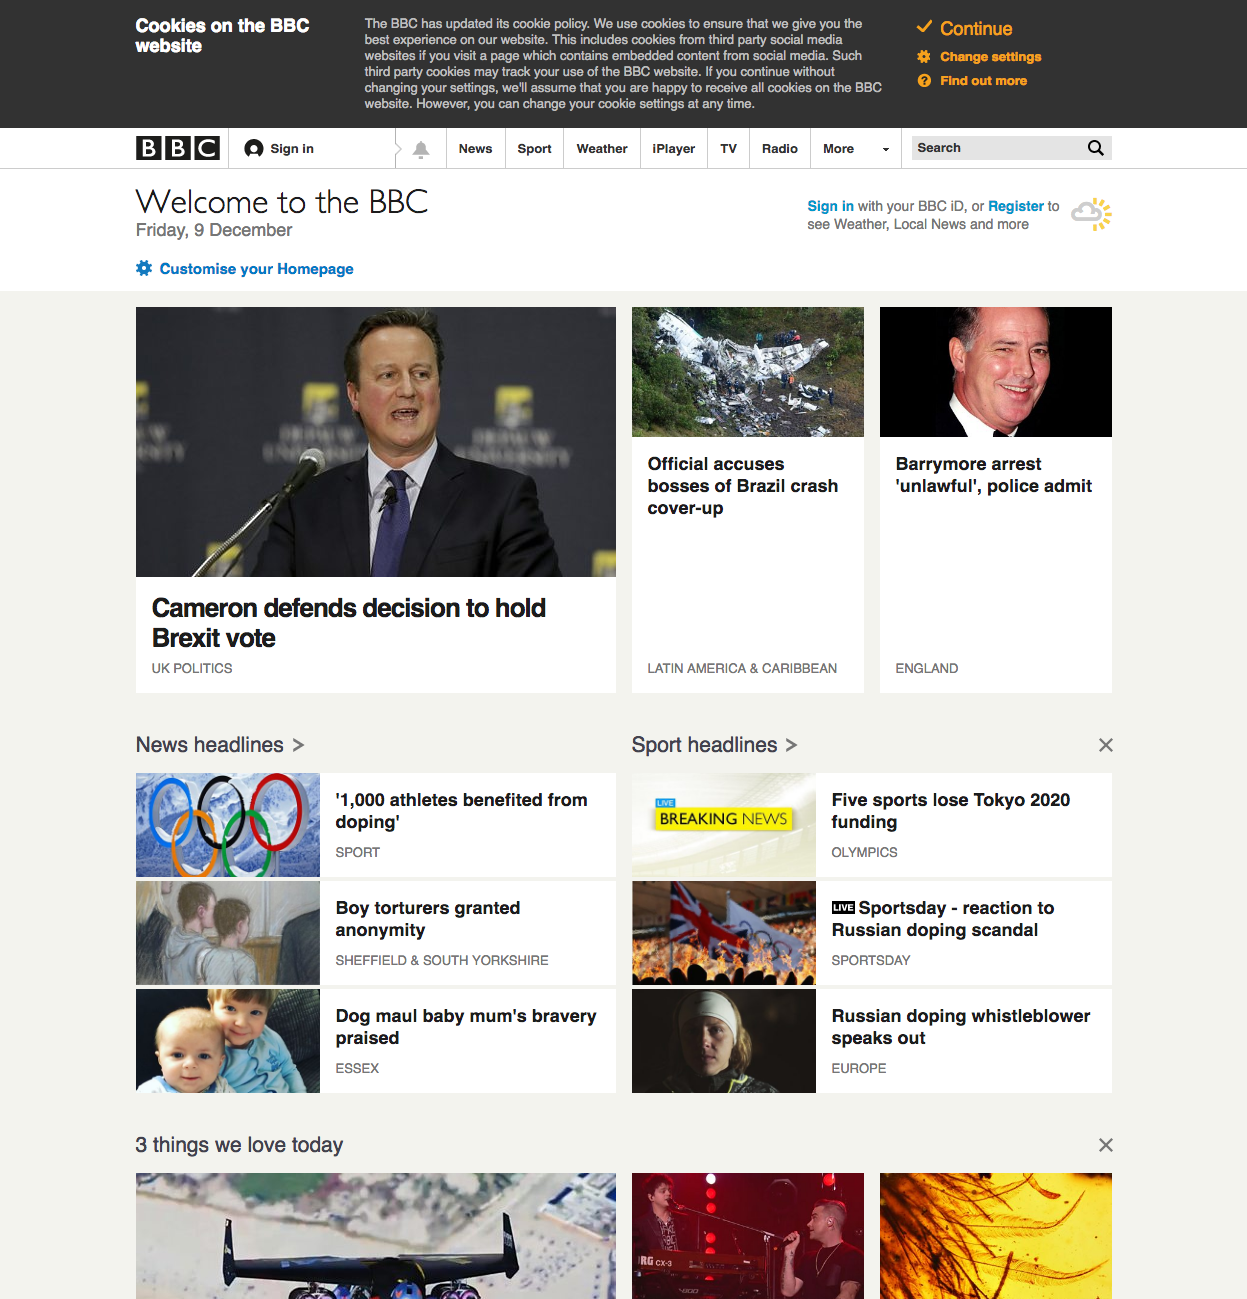 Cookies on the BBC
website
The BBC has updated its cookie policy. We use cookies to ensure that we give you the
best experience on our website. This includes cookies from third party social media
websites if you visit a page which contains embedded content from social media. Such
third party cookies may track your use of the BBC website. If you continue without
changing your settings, we'll assume that you are happy to receive all cookies on the BBC
website. However, you can change your cookie settings at any time.
Continue
Change settings
Find out more
BBC
Sign in
News
Sport
Weather
iPlayer
TV
Radio
More
Search
Welcome to the BBC
Friday, 9 December
Sign in with your BBC iD, or Register to
see Weather, Local News and more
Customise your Homepage
DEPAUW
UNIVERSITY
Cameron defends decision to hold
Brexit vote
UK POLITICS
Official accuses
bosses of Brazil crash
cover-up
LATIN AMERICA & CARIBBEAN
Barrymore arrest
'unlawful', police admit
ENGLAND
News headlines >
'1,000 athletes benefited from
doping'
SPORT
Boy torturers granted
anonymity
SHEFFIELD & SOUTH YORKSHIRE
Dog maul baby mum's bravery
praised
ESSEX
Sport headlines >
LIVE
BREAKING NEWS
Five sports lose Tokyo 2020
funding
OLYMPICS
LIVE Sportsday - reaction to
Russian doping scandal
SPORTSDAY
Russian doping whistleblower
speaks out
EUROPE
3 things we love today
RG CX-3